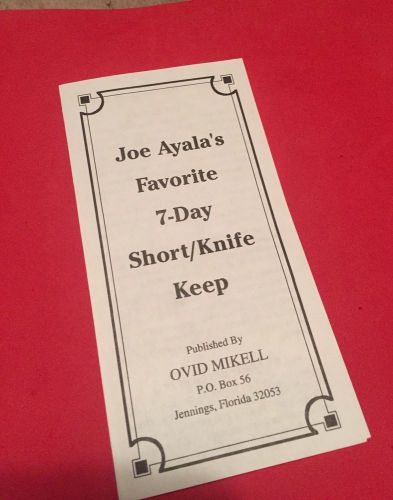 Joe Ayala's
Favorite
7-Day
Short/Knife
Keep
Published By
OVID MIKELL
P.O. Box 56
Jennings, Florida 32053